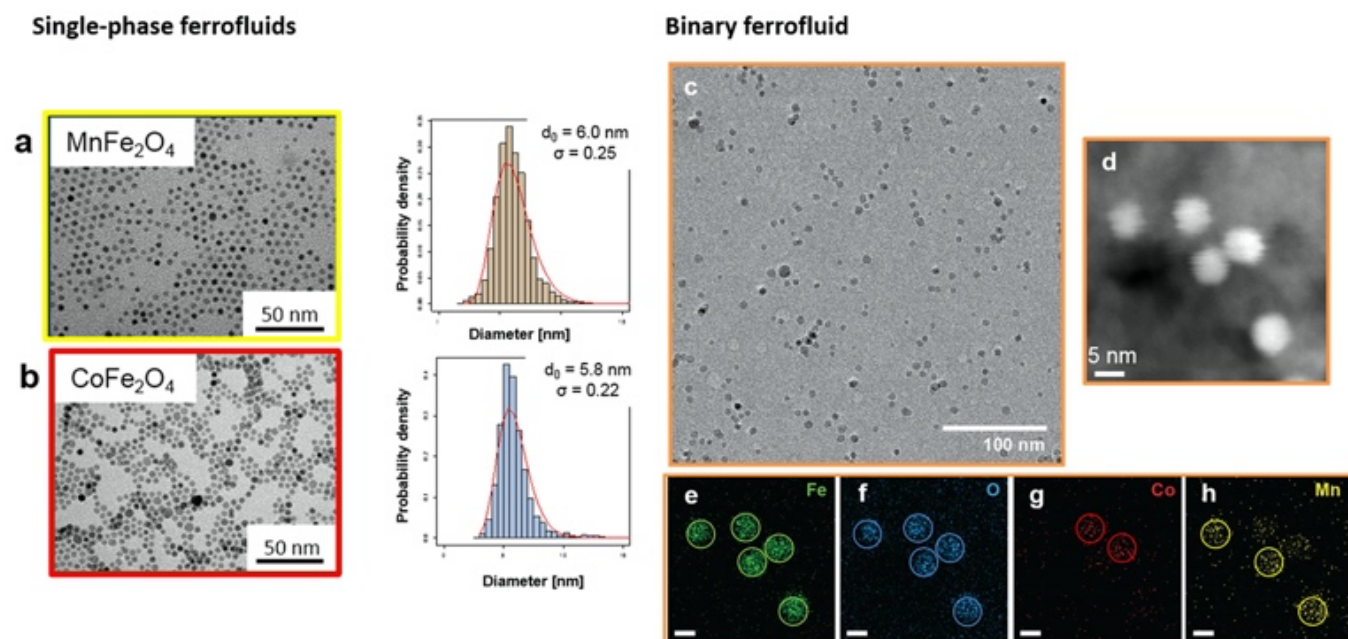 Single-phase ferrofluids
Binary ferrofluid
a
MnFe₂O₄
50 nm
d₀ = 6.0 nm
σ = 0.25
Probability density
Diameter [nm]
b
CoFe₂O₄
50 nm
d₀ = 5.8 nm
σ = 0.22
Probability density
Diameter [nm]
c
100 nm
d
5 nm
e
Fe
f
O
g
Co
h
Mn